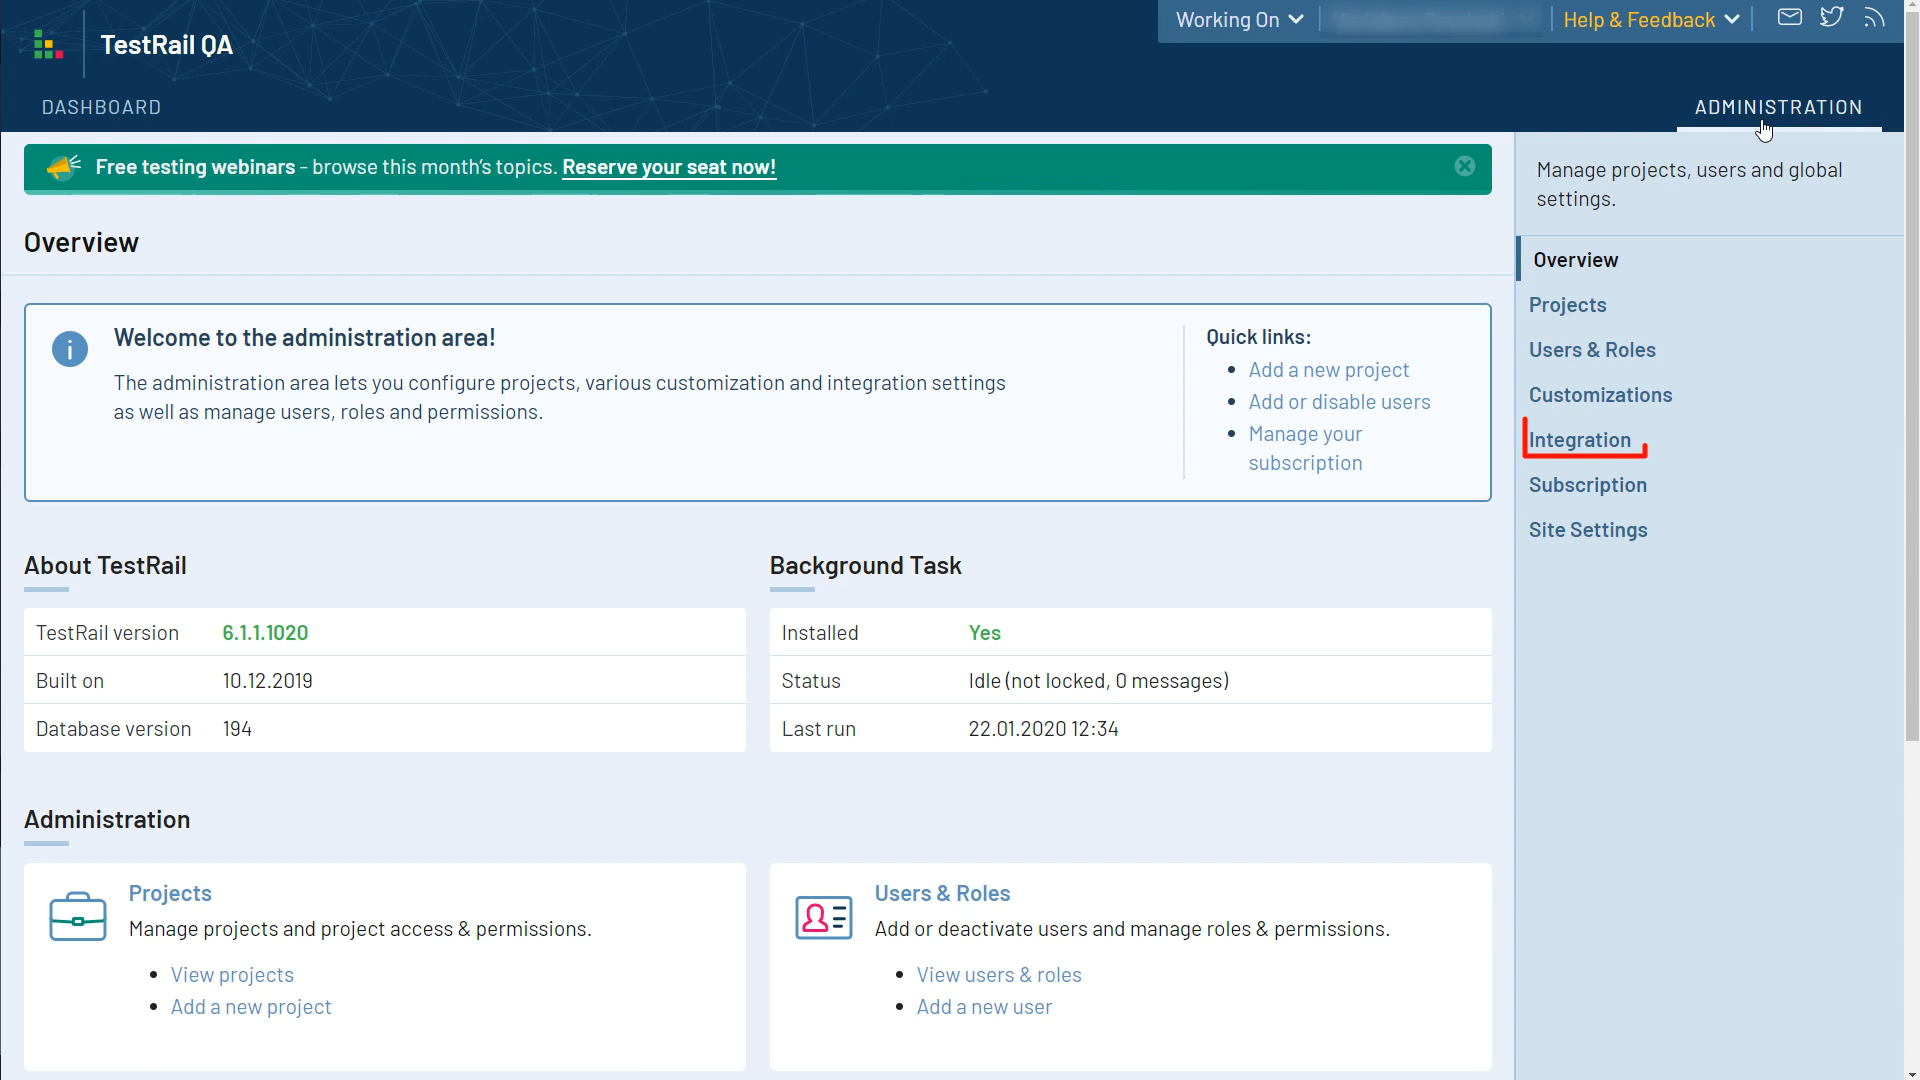 TestRail QA
Working On
Help & Feedback
DASHBOARD
ADMINISTRATION
Free testing webinars - browse this month's topics. Reserve your seat now!
Overview
Welcome to the administration area!
The administration area lets you configure projects, various customization and integration settings
as well as manage users, roles and permissions.
Quick links:
Add a new project
Add or disable users
Manage your
subscription
About TestRail
TestRail version 6.1.1.1020
Built on 10.12.2019
Database version 194
Background Task
Installed Yes
Status Idle (not locked, 0 messages)
Last run 22.01.2020 12:34
Administration
Projects
Manage projects and project access & permissions.
View projects
Add a new project
Users & Roles
Add or deactivate users and manage roles & permissions.
View users & roles
Add a new user
Manage projects, users and global
settings.
Overview
Projects
Users & Roles
Customizations
Integration
Subscription
Site Settings